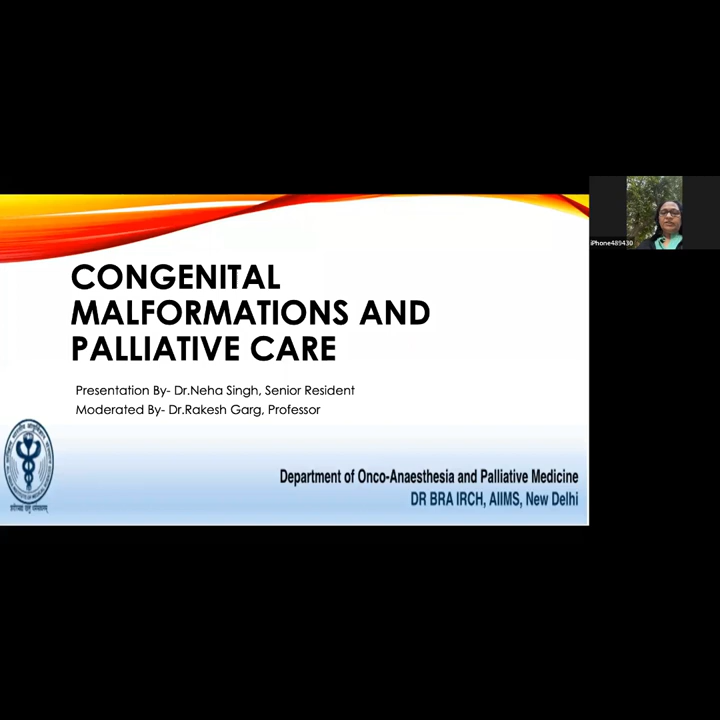 CONGENITAL
MALFORMATIONS AND
PALLIATIVE CARE
Presentation By- Dr.Neha Singh, Senior Resident
Moderated By- Dr.Rakesh Garg, Professor
Department of Onco-Anaesthesia and Palliative Medicine
DR BRA IRCH, AIIMS, New Delhi
iPhone489430